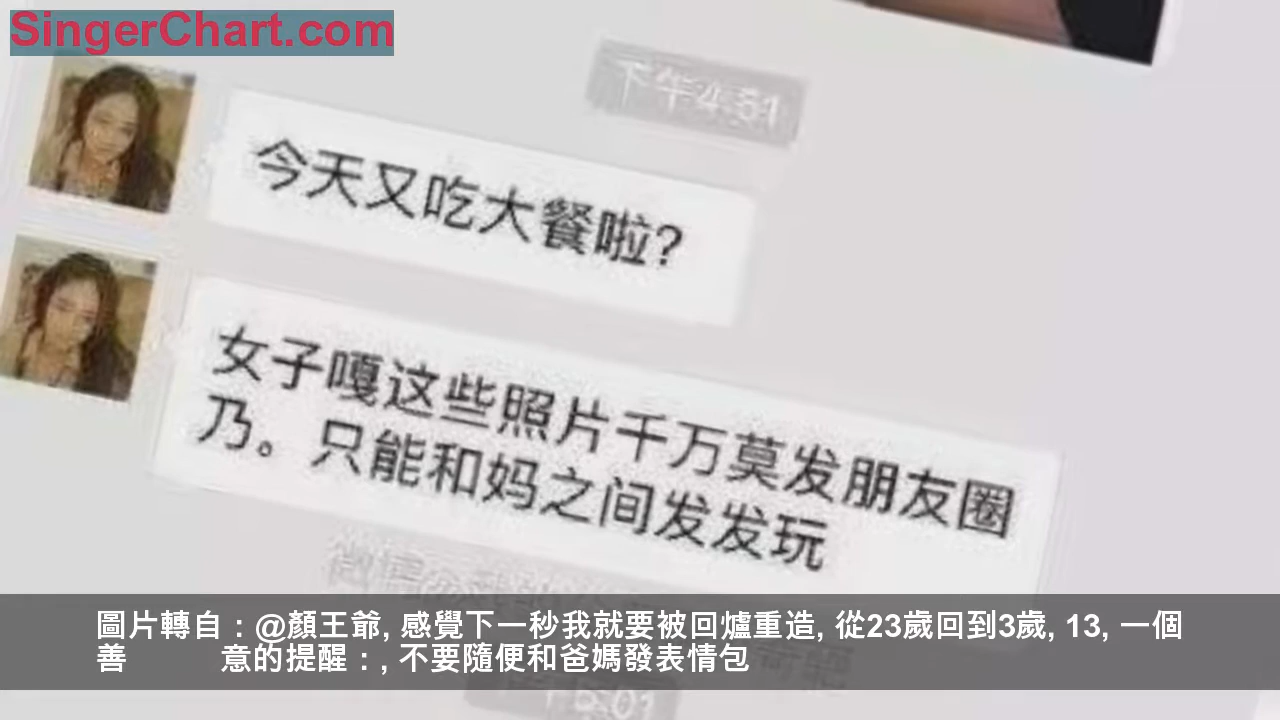 SingerChart.com
下午4:51
今天又吃大餐啦?
女子嘎这些照片千万莫发朋友圈
乃。只能和妈之间发发玩
圖片轉自：@顏王爺, 感覺下一秒我就要被回爐重造, 從23歲回到3歲, 13, 一個
善 意的提醒：, 不要隨便和爸媽發表情包